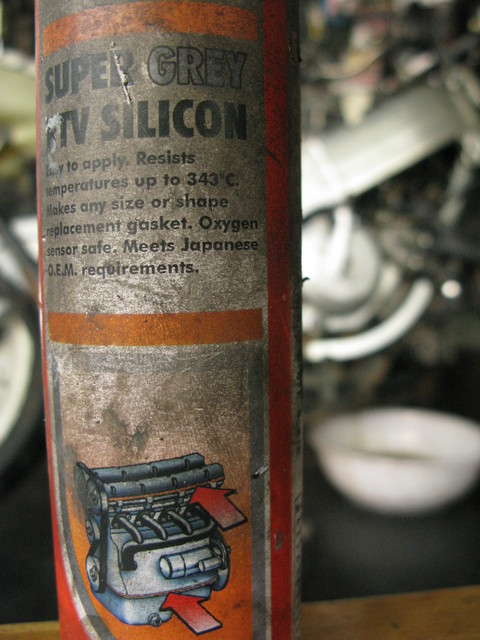 SUPER GREY
RTV SILICON
Easy to apply. Resists
temperatures up to 343°C.
Makes any size or shape
replacement gasket. Oxygen
sensor safe. Meets Japanese
O.E.M. requirements.